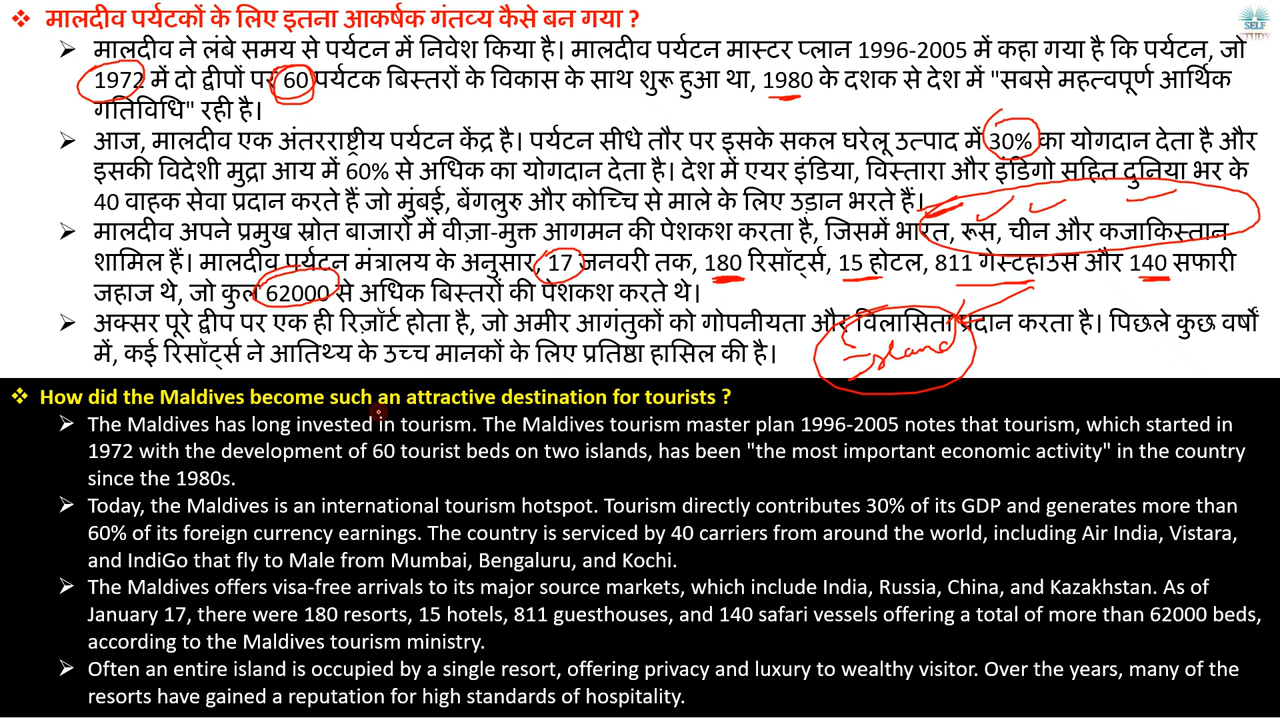 ❖ मालदीव पर्यटकों के लिए इतना आकर्षक गंतव्य कैसे बन गया ?
SELF STUDY
➢ मालदीव ने लंबे समय से पर्यटन में निवेश किया है। मालदीव पर्यटन मास्टर प्लान 1996-2005 में कहा गया है कि पर्यटन, जो
1972 में दो द्वीपों पर 60 पर्यटक बिस्तरों के विकास के साथ शुरू हुआ था, 1980 के दशक से देश में "सबसे महत्वपूर्ण आर्थिक
गतिविधि" रही है।
➢ आज, मालदीव एक अंतरराष्ट्रीय पर्यटन केंद्र है। पर्यटन सीधे तौर पर इसके सकल घरेलू उत्पाद में 30% का योगदान देता है और
इसकी विदेशी मुद्रा आय में 60% से अधिक का योगदान देता है। देश में एयर इंडिया, विस्तारा और इंडिगो सहित दुनिया भर के
40 वाहक सेवा प्रदान करते हैं जो मुंबई, बेंगलुरु और कोच्चि से माले के लिए उड़ान भरते हैं।
➢ मालदीव अपने प्रमुख स्रोत बाजारों में वीज़ा-मुक्त आगमन की पेशकश करता है, जिसमें भारत, रूस, चीन और कजाकिस्तान
शामिल हैं। मालदीव पर्यटन मंत्रालय के अनुसार, 17 जनवरी तक, 180 रिसॉर्ट्स, 15 होटल, 811 गेस्टहाउस और 140 सफारी
जहाज थे, जो कुल 62000 से अधिक बिस्तरों की पेशकश करते थे।
➢ अक्सर पूरे द्वीप पर एक ही रिज़ॉर्ट होता है, जो अमीर आगंतुकों को गोपनीयता और विलासिता प्रदान करता है। पिछले कुछ वर्षों
में, कई रिसॉर्ट्स ने आतिथ्य के उच्च मानकों के लिए प्रतिष्ठा हासिल की है।
island
❖ How did the Maldives become such an attractive destination for tourists ?
➢ The Maldives has long invested in tourism. The Maldives tourism master plan 1996-2005 notes that tourism, which started in
1972 with the development of 60 tourist beds on two islands, has been "the most important economic activity" in the country
since the 1980s.
➢ Today, the Maldives is an international tourism hotspot. Tourism directly contributes 30% of its GDP and generates more than
60% of its foreign currency earnings. The country is serviced by 40 carriers from around the world, including Air India, Vistara,
and IndiGo that fly to Male from Mumbai, Bengaluru, and Kochi.
➢ The Maldives offers visa-free arrivals to its major source markets, which include India, Russia, China, and Kazakhstan. As of
January 17, there were 180 resorts, 15 hotels, 811 guesthouses, and 140 safari vessels offering a total of more than 62000 beds,
according to the Maldives tourism ministry.
➢ Often an entire island is occupied by a single resort, offering privacy and luxury to wealthy visitor. Over the years, many of the
resorts have gained a reputation for high standards of hospitality.